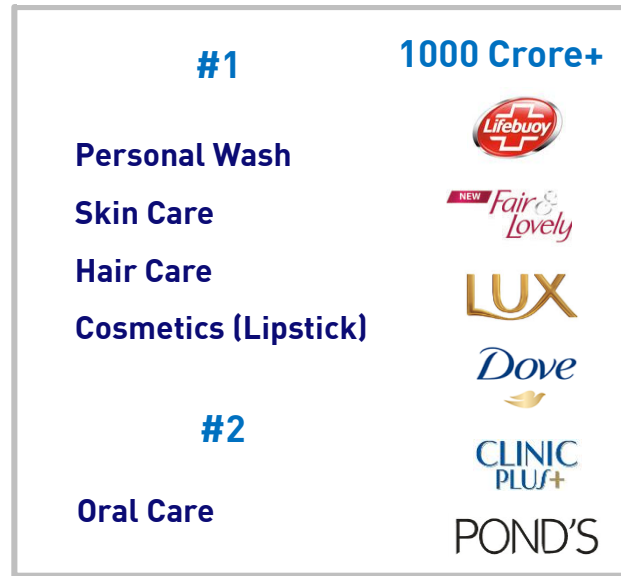 #1
Personal Wash
Skin Care
Hair Care
Cosmetics (Lipstick)
#2
Oral Care
1000 Crore+
Lifebuoy
NEW Fair &
Lovely
LUX
Dove
CLINIC
PLUS+
POND'S